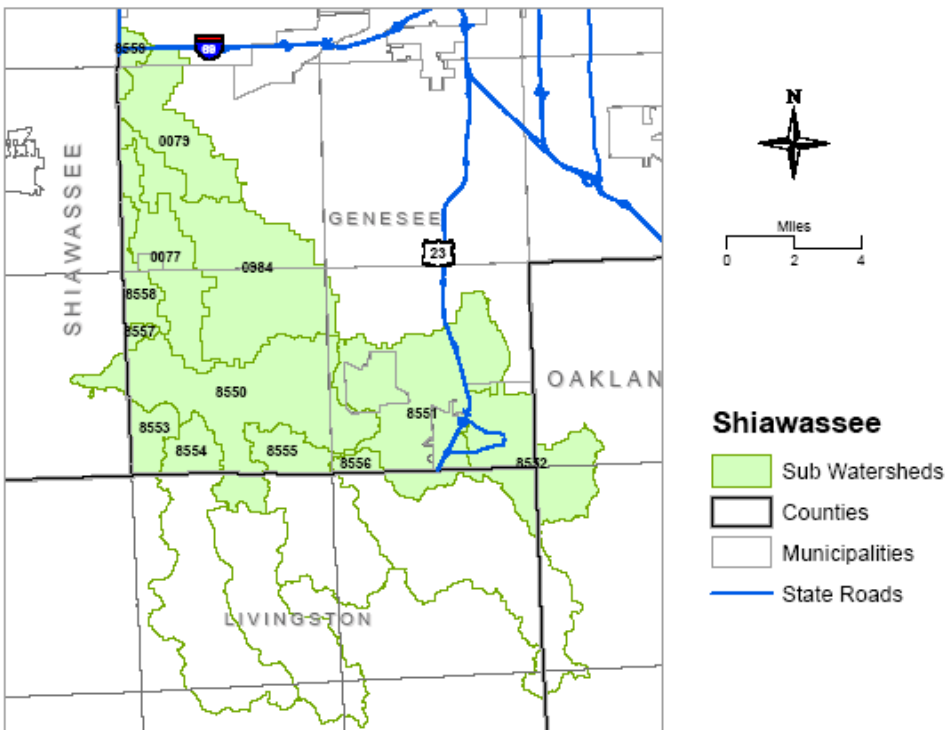 8559
69
0079
SHIAWASSEE
GENESEE
23
0077
0984
8558
8557
8550
OAKLAN
8551
8553
8554
8555
8556
8552
LIVINGSTON
N
Miles
0 2 4
Shiawassee
Sub Watersheds
Counties
Municipalities
State Roads